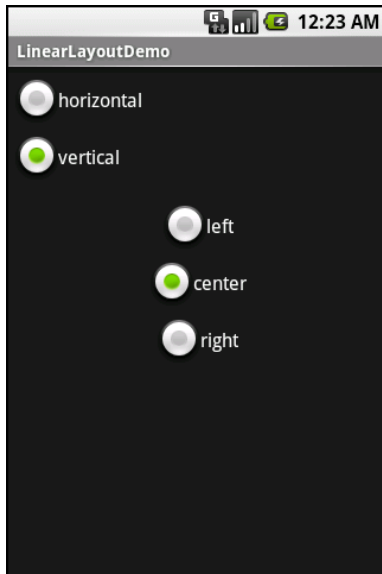 G 12:23 AM
LinearLayoutDemo
horizontal
vertical
left
center
right